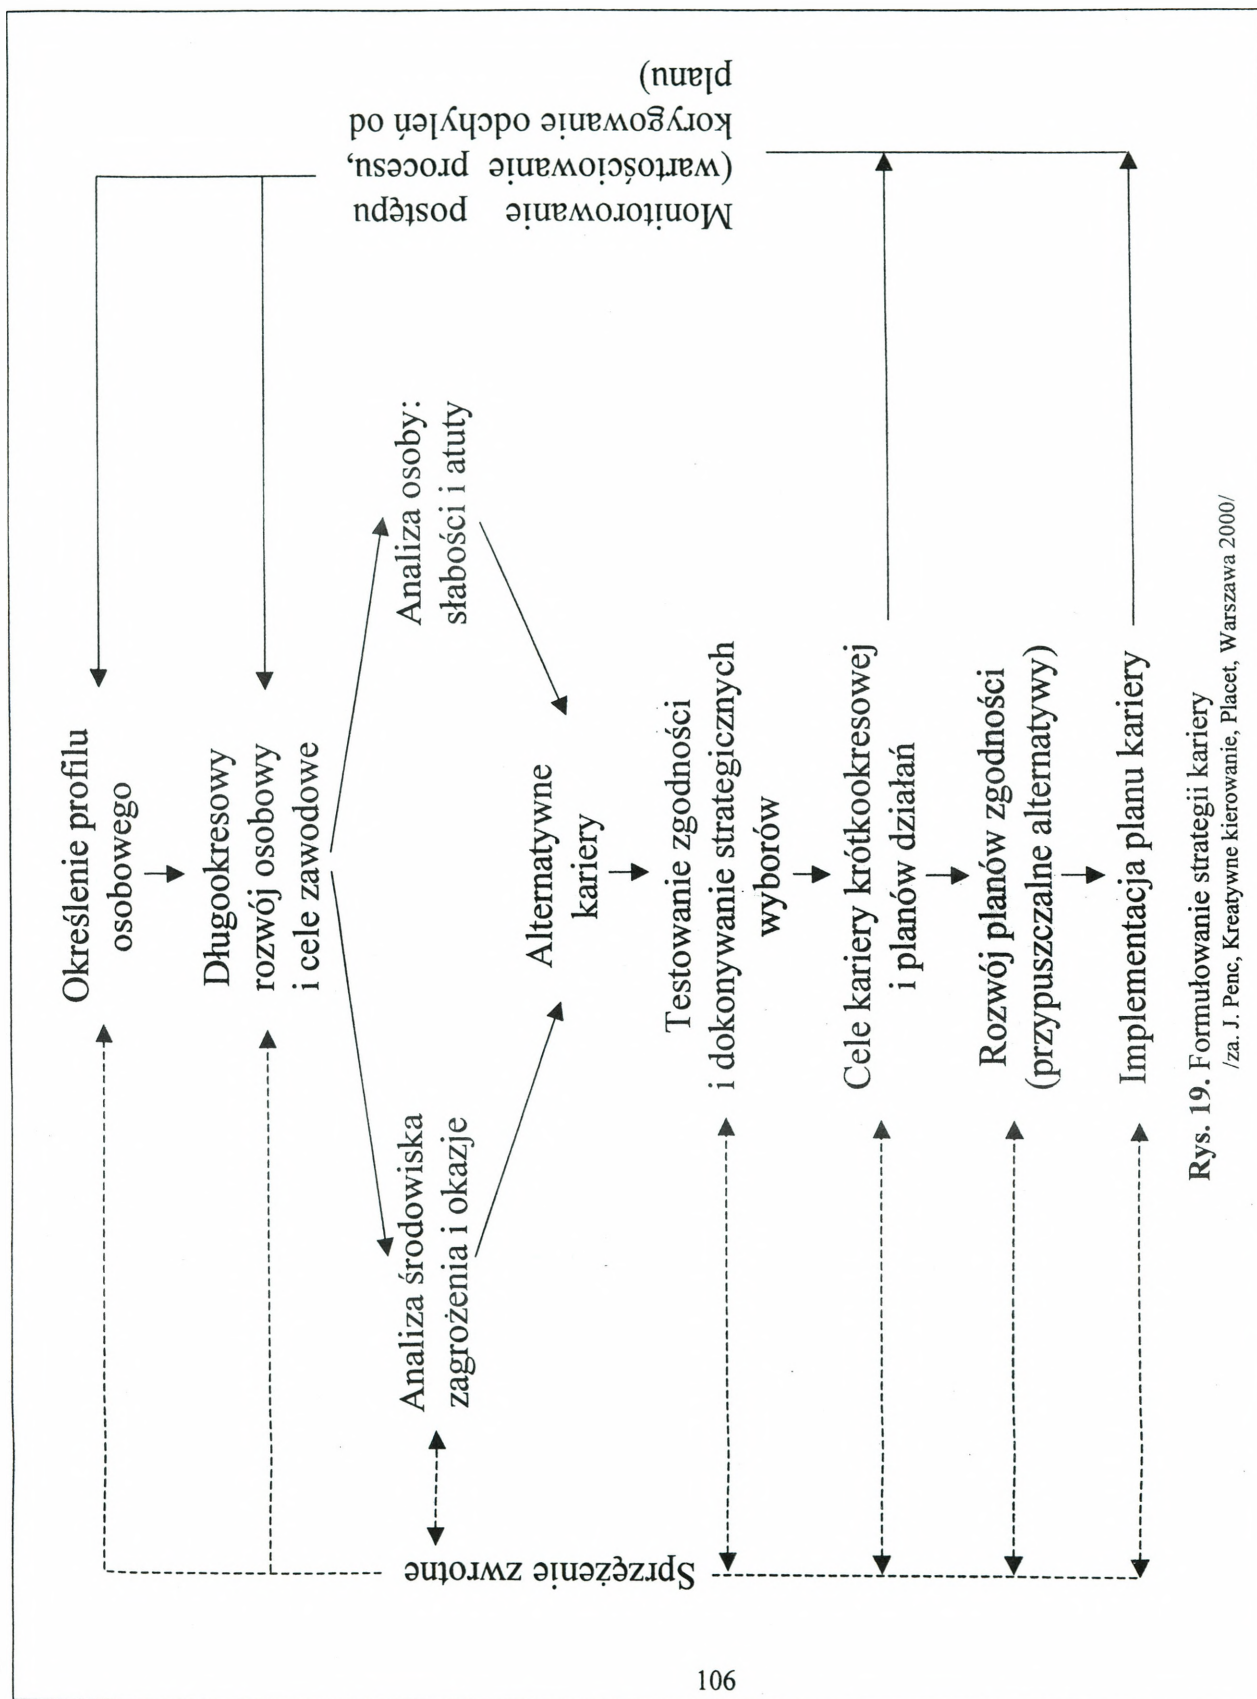 Określenie profilu
osobowego
Długookresowy
rozwój osobowy
i cele zawodowe
Analiza środowiska
zagrożenia i okazje
Analiza osoby:
słabości i atuty
Alternatywne
kariery
Testowanie zgodności
i dokonywanie strategicznych
wyborów
Cele kariery krótkookresowej
i planów działań
Rozwój planów zgodności
(przypuszczalne alternatywy)
Implementacja planu kariery
Sprzężenie zwrotne
Monitorowanie postępu
(wartościowanie procesu,
korygowanie odchyleń od
planu)
Rys. 19. Formułowanie strategii kariery
/za. J. Penc, Kreatywne kierowanie, Placet, Warszawa 2000/
106